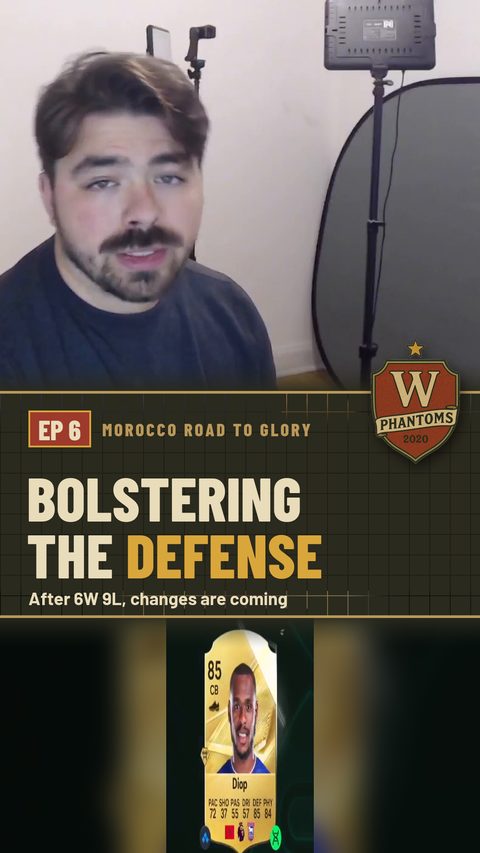 W
PHANTOMS
2020
EP 6 MOROCCO ROAD TO GLORY
BOLSTERING
THE DEFENSE
After 6W 9L, changes are coming
85
CB
Diop
PAC SHO PAS DRI DEF PHY
72 37 55 57 85 84